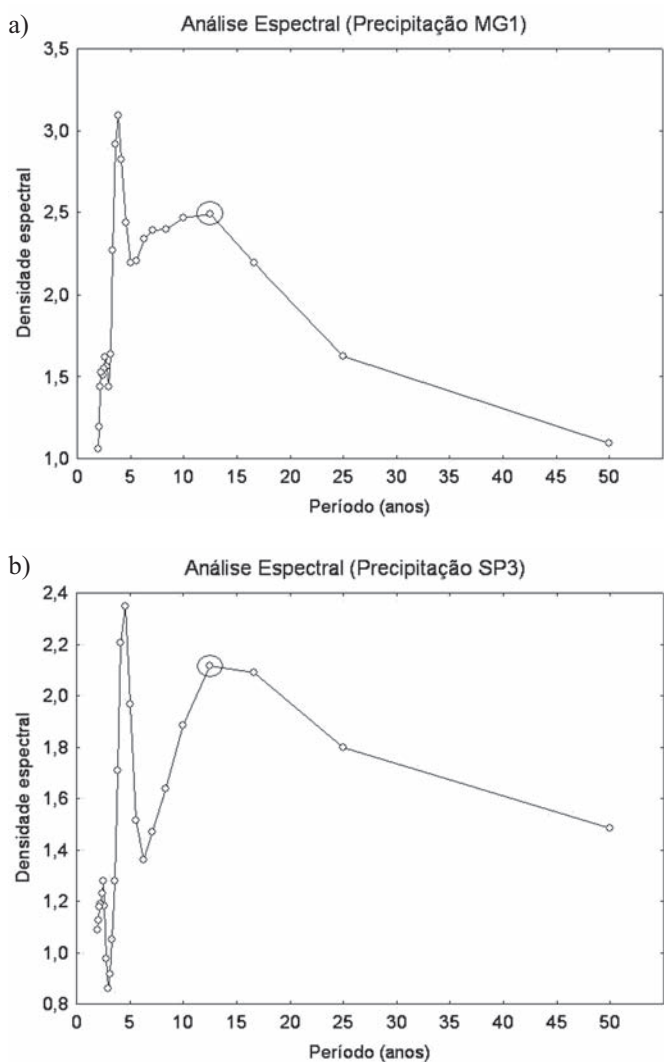 a)
Análise Espectral (Precipitação MG1)
3,5
3,0
2,5
2,0
1,5
1,0
Densidade espectral
0 5 10 15 20 25 30 35 40 45 50
Período (anos)
b)
Análise Espectral (Precipitação SP3)
2,4
2,2
2,0
1,8
1,6
1,4
1,2
1,0
0,8
Densidade espectral
0 5 10 15 20 25 30 35 40 45 50
Período (anos)